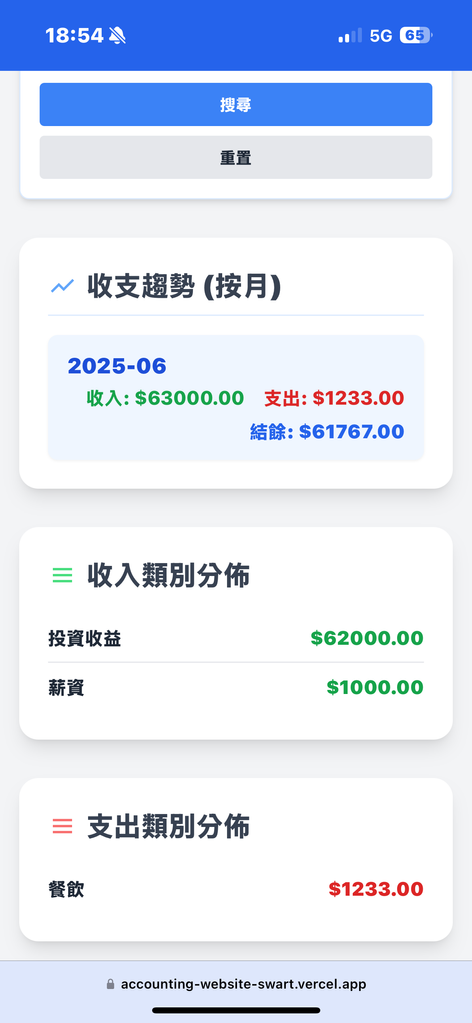 18:54
5G
65
搜尋
重置
收支趨勢 (按月)
2025-06
收入: $63000.00 支出: $1233.00
結餘: $61767.00
收入類別分佈
投資收益 $62000.00
薪資 $1000.00
支出類別分佈
餐飲 $1233.00
accounting-website-swart.vercel.app